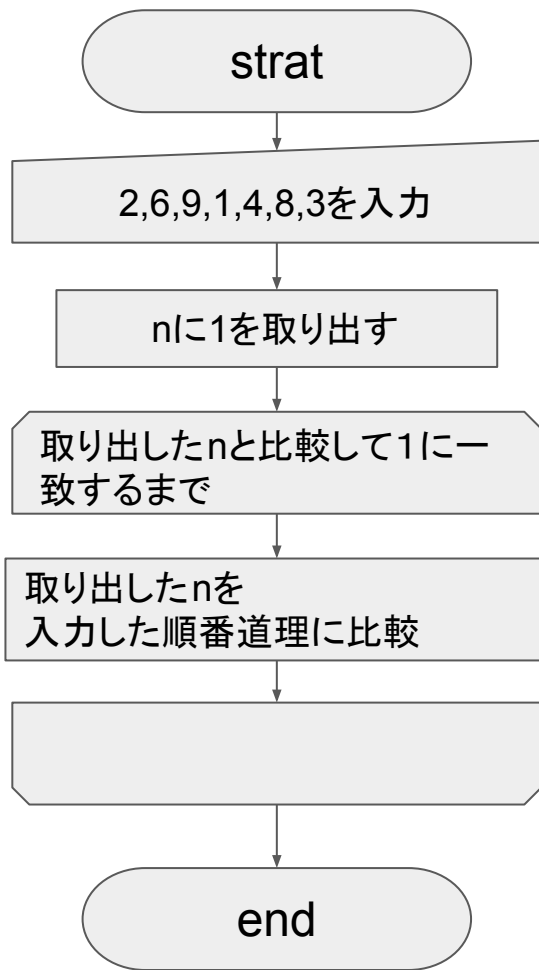 strat
2,6,9,1,4,8,3を入力
nに1を取り出す
取り出したnと比較して１に一
致するまで
取り出したnを
入力した順番道理に比較
end